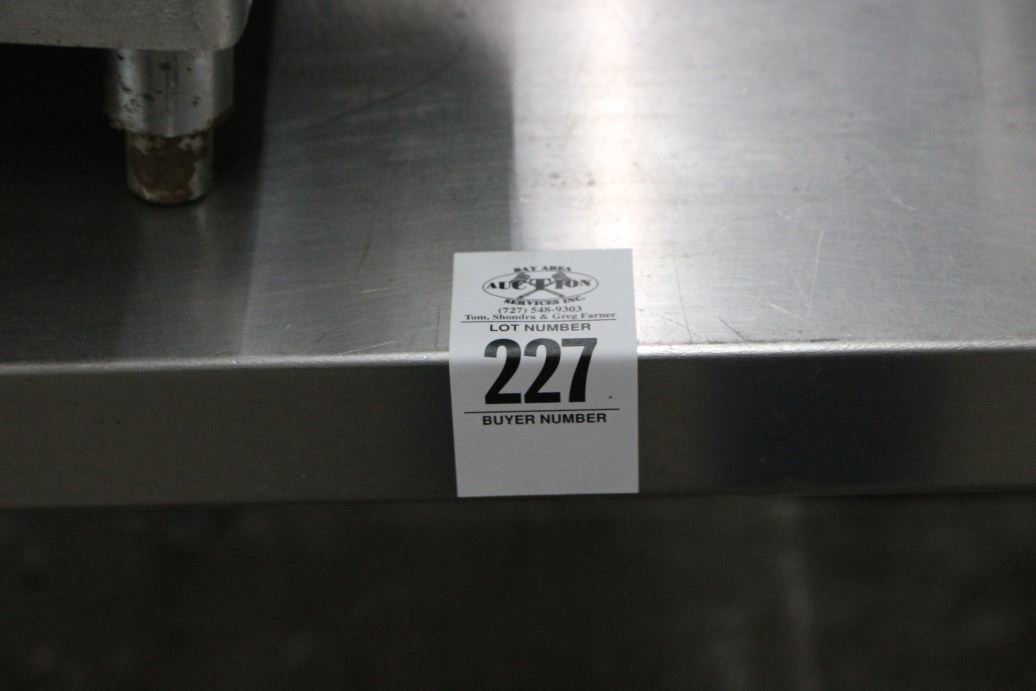 BAY AREA
AUCTION
SERVICES INC.
(727) 548-9303
Tom, Shondra & Greg Farner
LOT NUMBER
227
BUYER NUMBER